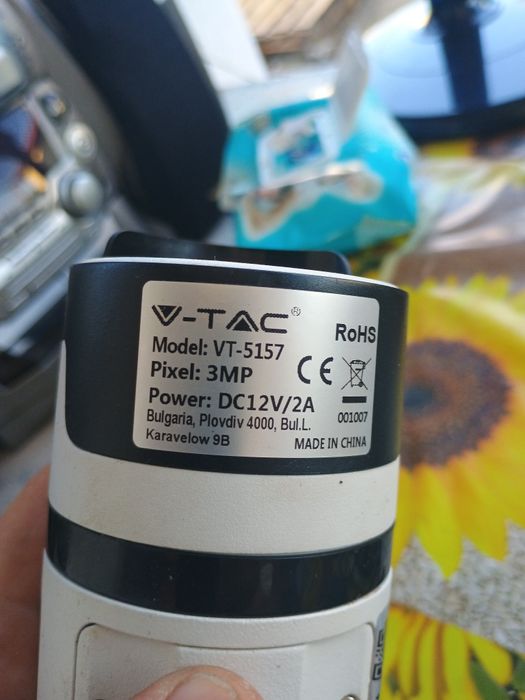 V-TAC®
RoHS
Model: VT-5157
Pixel: 3MP
CE
Power: DC12V/2A
001007
Bulgaria, Plovdiv 4000, Bul.L.
Karavelow 9B
MADE IN CHINA